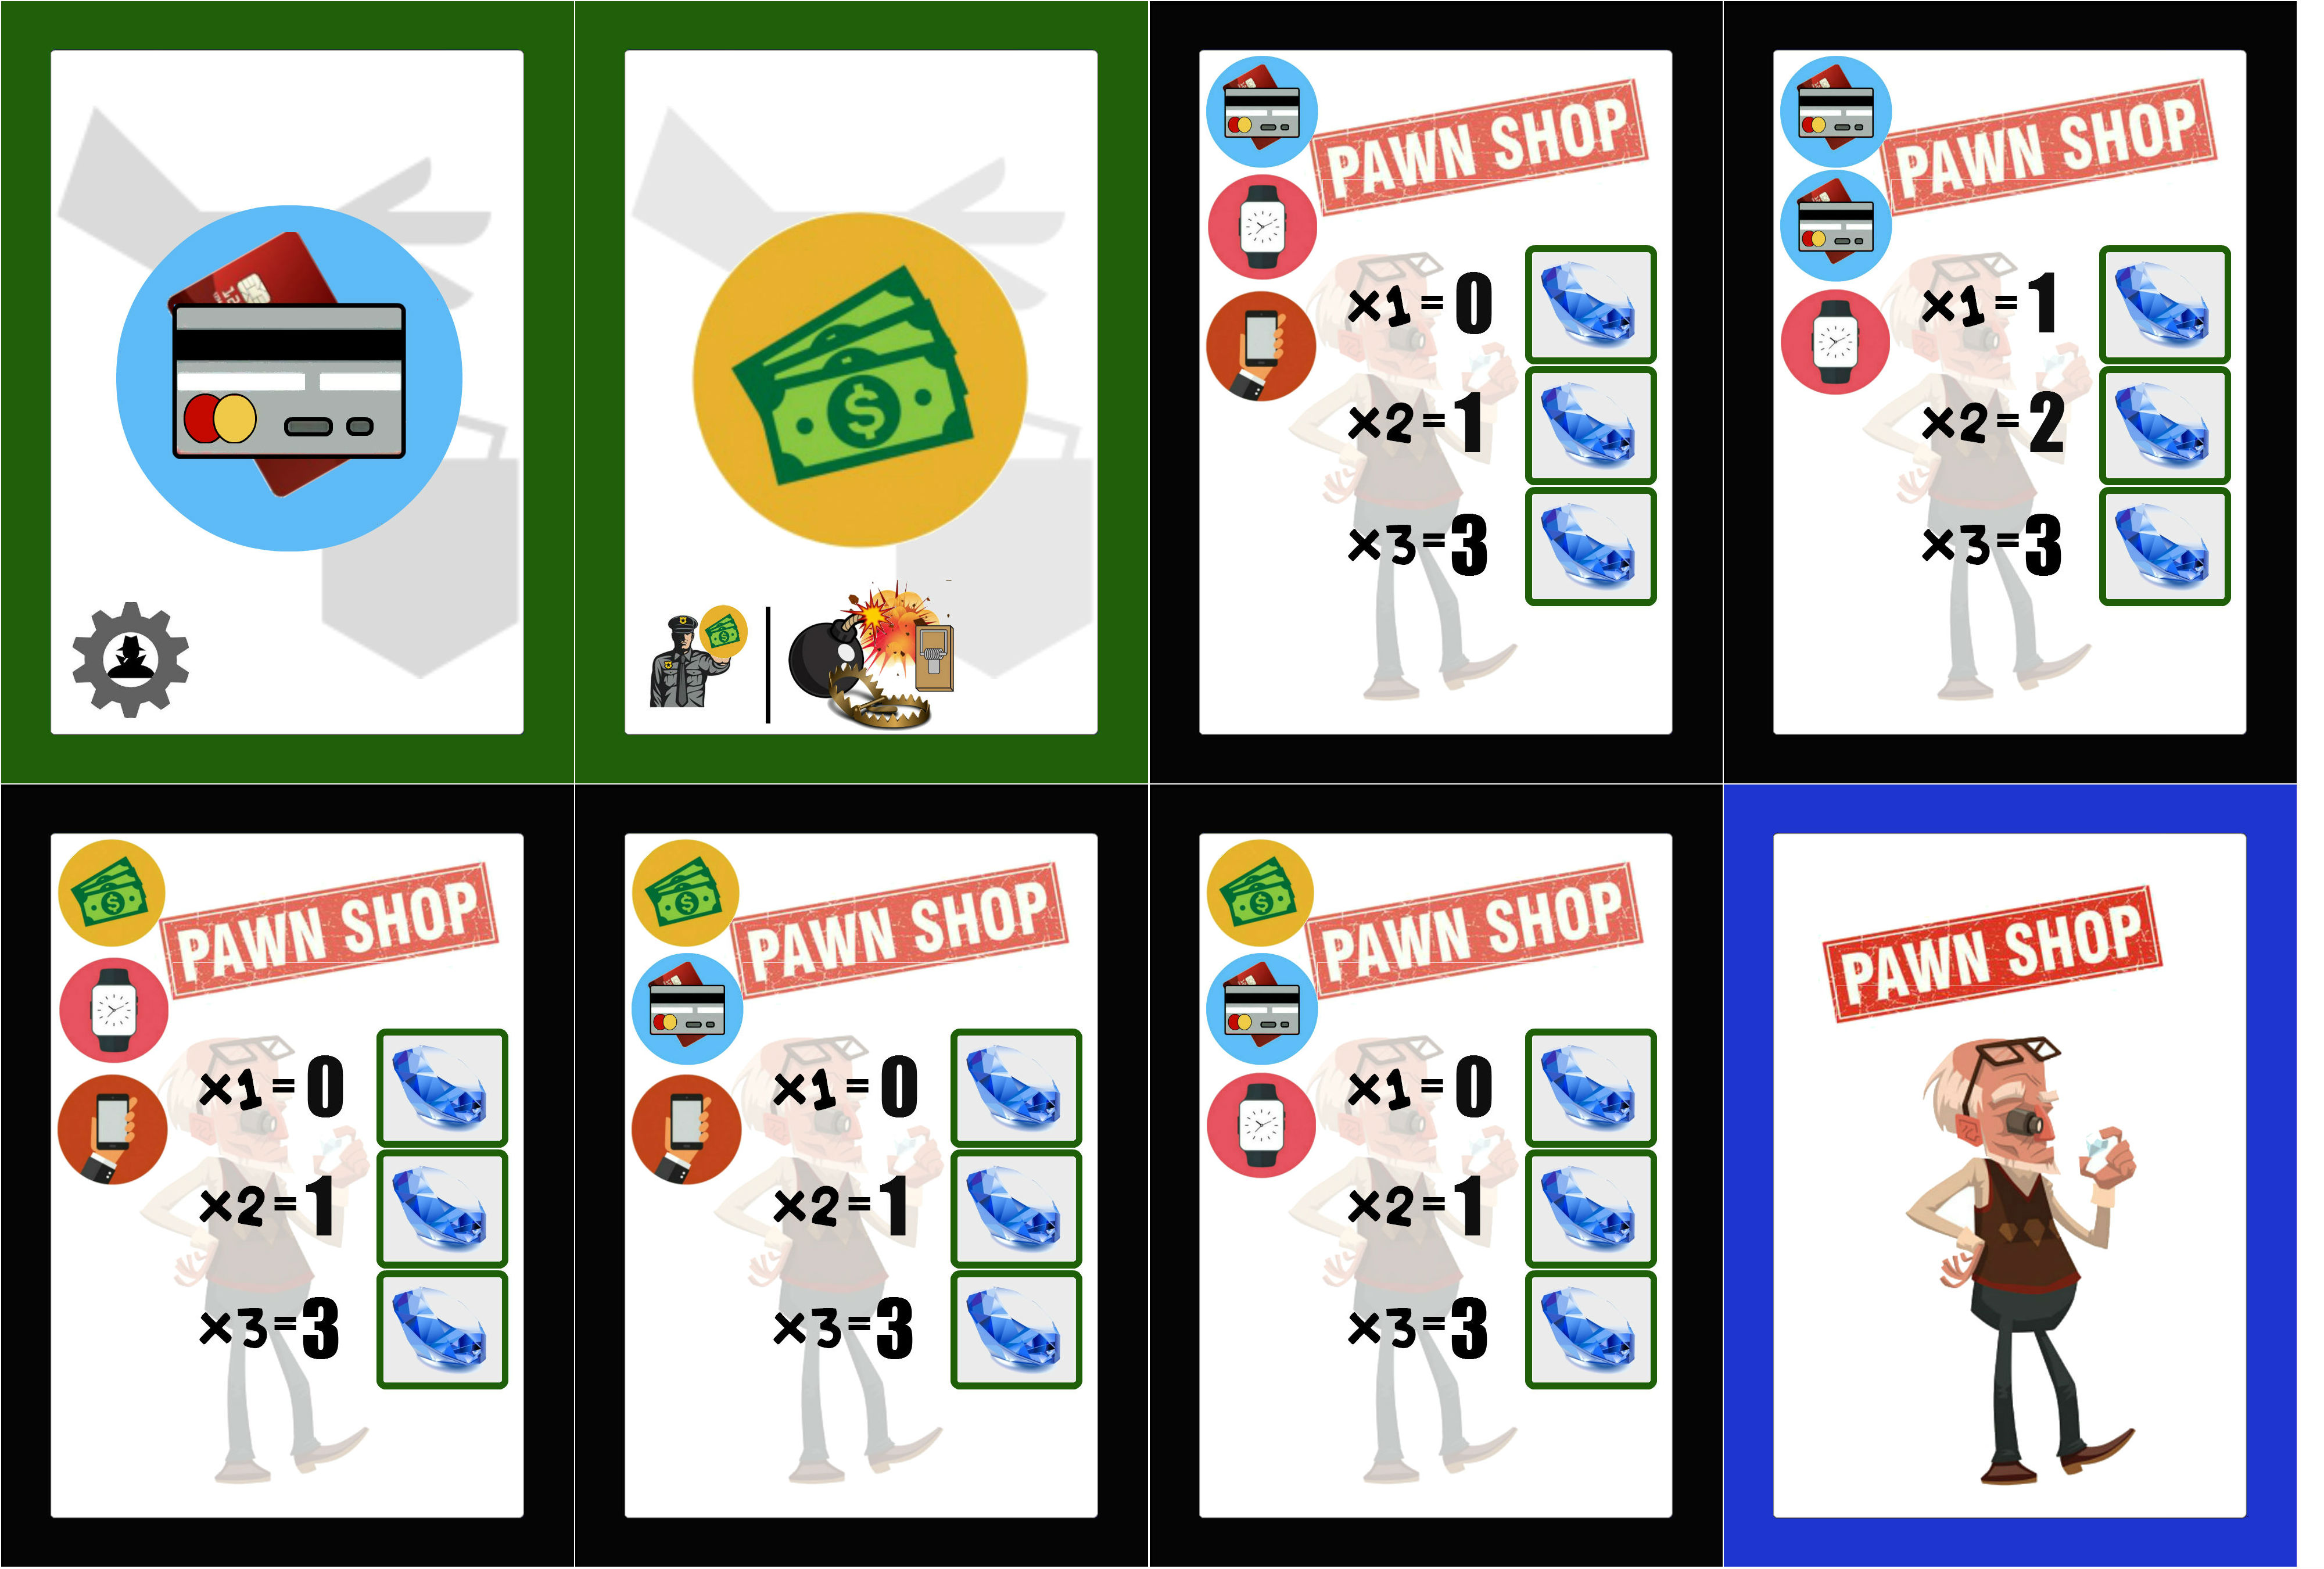 PAWN SHOP
×1=0
×2=1
×3=3
PAWN SHOP
×1=1
×2=2
×3=3
PAWN SHOP
×1=0
×2=1
×3=3
PAWN SHOP
×1=0
×2=1
×3=3
PAWN SHOP
×1=0
×2=1
×3=3
PAWN SHOP